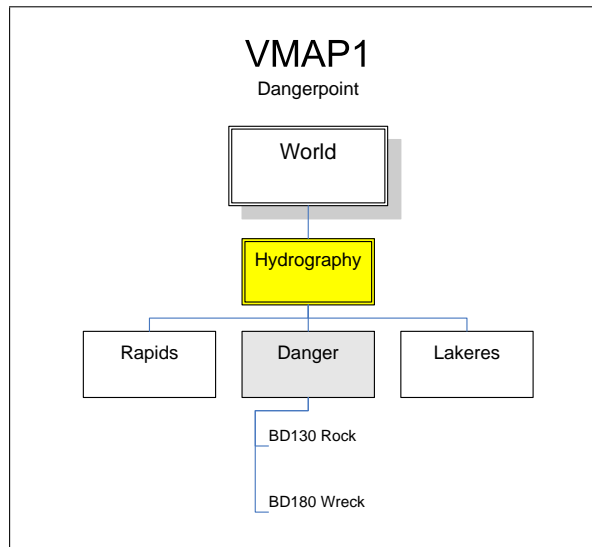 VMAP1
Dangerpoint
World
Hydrography
Rapids
Danger
Lakeres
BD130 Rock
BD180 Wreck